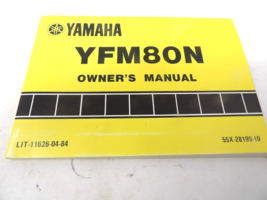 YAMAHA
YFM80N
OWNER'S MANUAL
LIT-11626-04-84
55X-28199-10